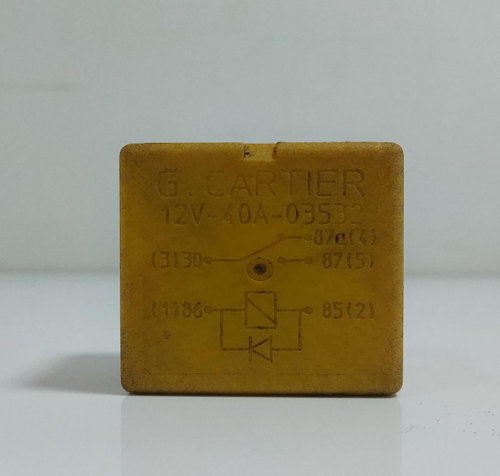 G.CARTIER
12V-40A-03532
87a(4)
(3)30 87(5)
(1)86 85(2)